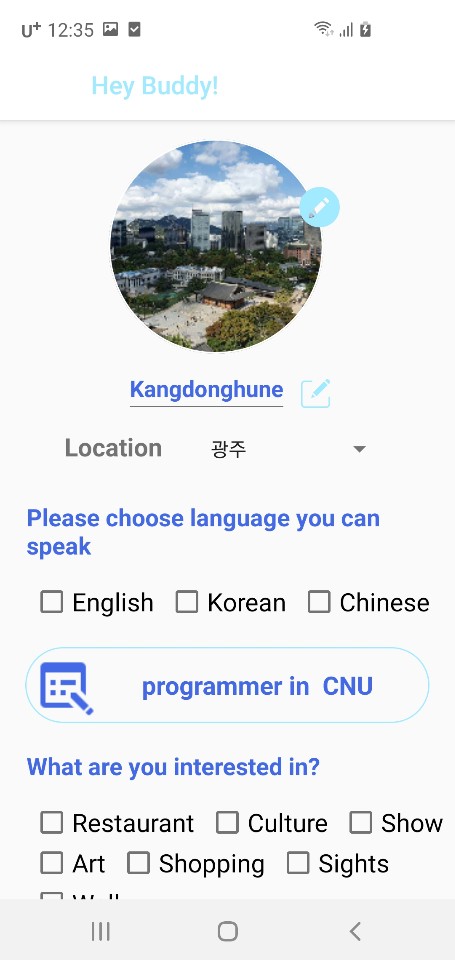 U+ 12:35
Hey Buddy!
Kangdonghune
Location 광주
Please choose language you can
speak
English Korean Chinese
programmer in CNU
What are you interested in?
Restaurant Culture Show
Art Shopping Sights